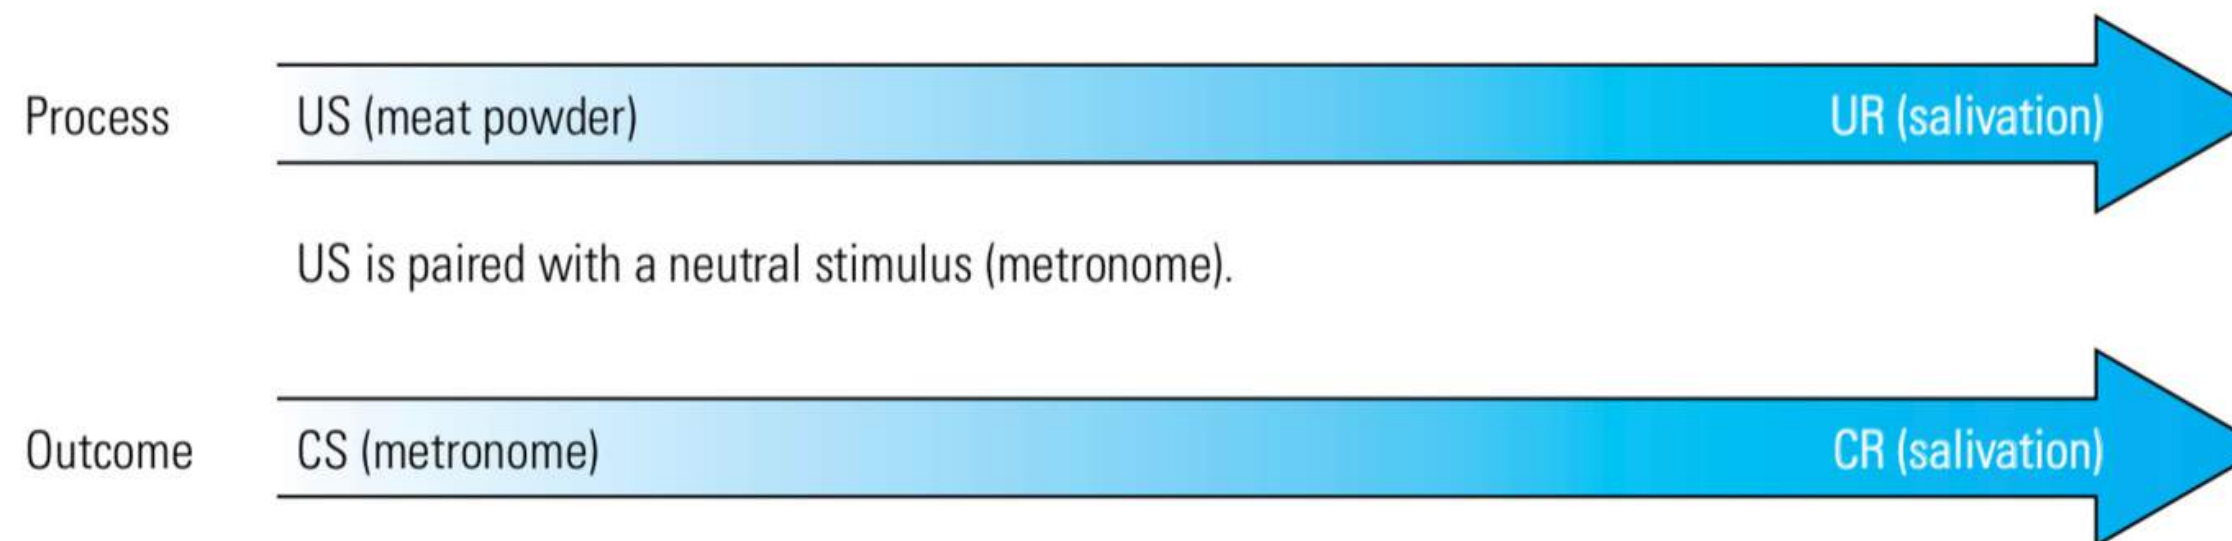 Process US (meat powder) UR (salivation)
US is paired with a neutral stimulus (metronome).
Outcome CS (metronome) CR (salivation)